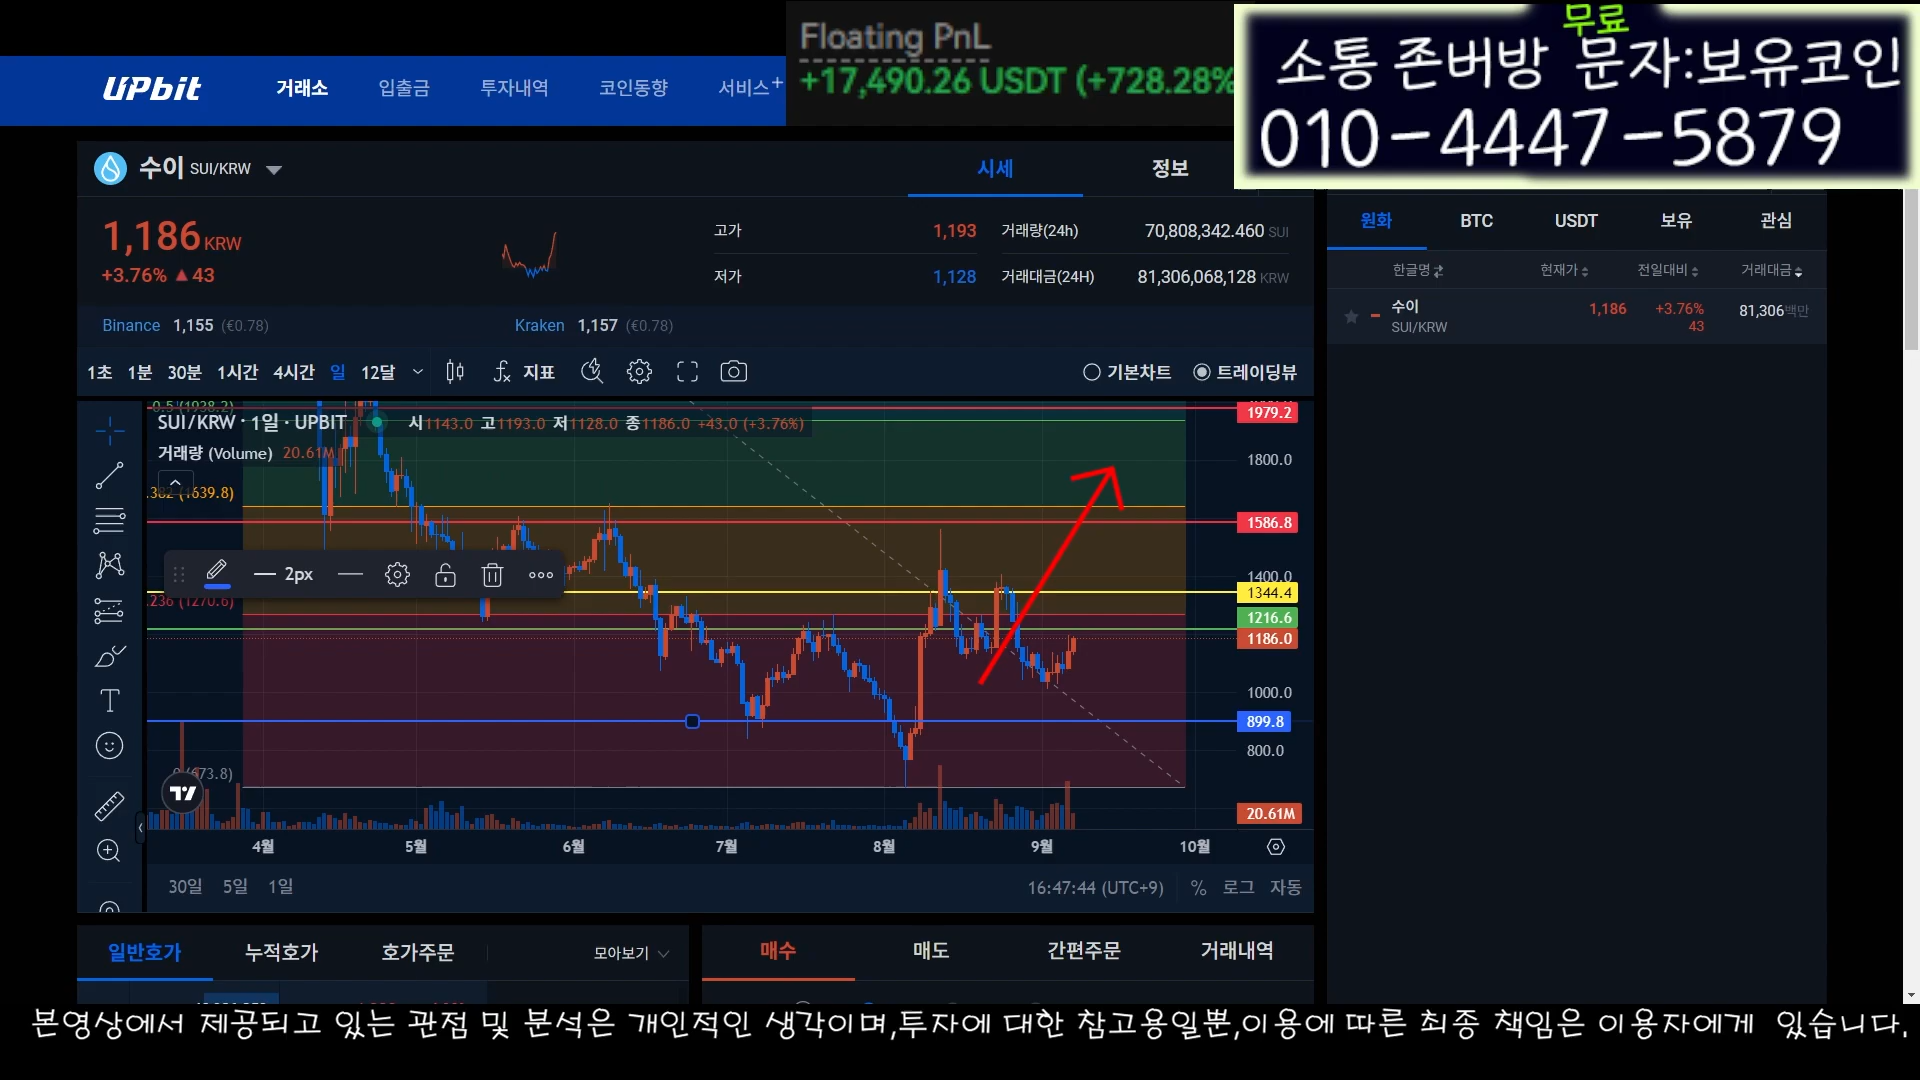 Floating PnL
+17,490.26 USDT (+728.28%
무료
소통 존버방 문자:보유코인
010-4447-5879
UPbit 거래소 입출금 투자내역 코인동향 서비스+
수이 SUI/KRW
시세 정보
1,186 KRW
+3.76% ▲ 43
고가 1,193 거래량(24h) 70,808,342.460 SUI
저가 1,128 거래대금(24H) 81,306,068,128 KRW
Binance 1,155 (€0.78) Kraken 1,157 (€0.78)
1초 1분 30분 1시간 4시간 일 12달 지표 기본차트 트레이딩뷰
원화 BTC USDT 보유 관심
한글명 현재가 전일대비 거래대금
수이 1,186 +3.76% 81,306백만
SUI/KRW 43
0.5 (1938.2)
SUI/KRW · 1일 · UPBIT 시1143.0 고1193.0 저1128.0 종1186.0 +43.0 (+3.76%)
거래량 (Volume) 20.61M
.382 (1639.8)
2px
.236 (1270.6)
0 (673.8)
1979.2
1800.0
1586.8
1400.0
1344.4
1216.6
1186.0
1000.0
899.8
800.0
20.61M
4월 5월 6월 7월 8월 9월 10월
30일 5일 1일 16:47:44 (UTC+9) % 로그 자동
일반호가 누적호가 호가주문 모아보기
매수 매도 간편주문 거래내역
본영상에서 제공되고 있는 관점 및 분석은 개인적인 생각이며,투자에 대한 참고용일뿐,이용에 따른 최종 책임은 이용자에게 있습니다.